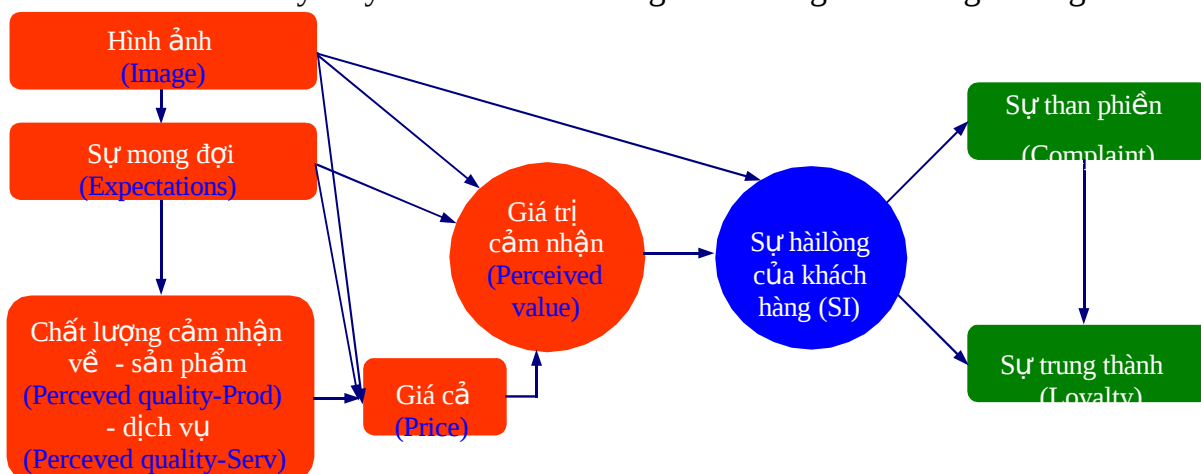 Hình ảnh
(Image)
Sự mong đợi
(Expectations)
Chất lượng cảm nhận
về - sản phẩm
(Perceved quality-Prod)
- dịch vụ
(Perceved quality-Serv)
Giá cả
(Price)
Giá trị
cảm nhận
(Perceived
value)
Sự hàilòng
của khách
hàng (SI)
Sự than phiền
(Complaint)
Sự trung thành
(Loyalty)